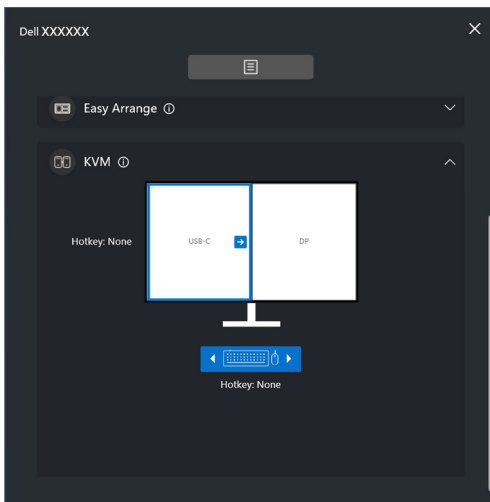 Dell XXXXXX
Easy Arrange
KVM
Hotkey: None
USB-C
DP
Hotkey: None